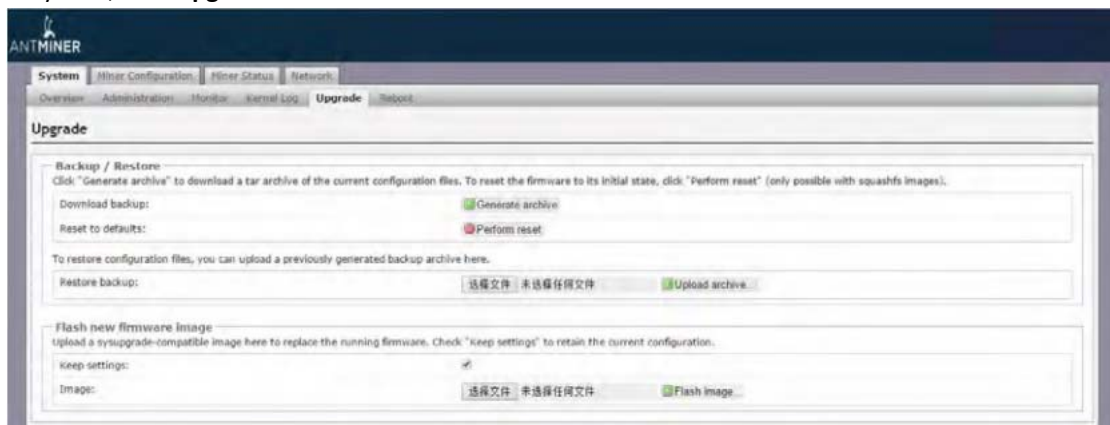 ANTMINER
System Miner Configuration Miner Status Network
Overview Administration Monitor Kernel Log Upgrade Reboot
Upgrade
Backup / Restore
Click "Generate archive" to download a tar archive of the current configuration files. To reset the firmware to its initial state, click "Perform reset" (only possible with squashfs images).
Download backup: Generate archive
Reset to defaults: Perform reset
To restore configuration files, you can upload a previously generated backup archive here.
Restore backup: 选择文件 未选择任何文件 Upload archive...
Flash new firmware image
Upload a sysupgrade-compatible image here to replace the running firmware. Check "Keep settings" to retain the current configuration.
Keep settings:
Image: 选择文件 未选择任何文件 Flash image...